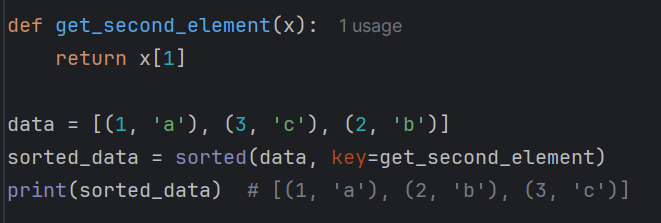 def get_second_element(x): 1 usage
    return x[1]

data = [(1, 'a'), (3, 'c'), (2, 'b')]
sorted_data = sorted(data, key=get_second_element)
print(sorted_data)  # [(1, 'a'), (2, 'b'), (3, 'c')]